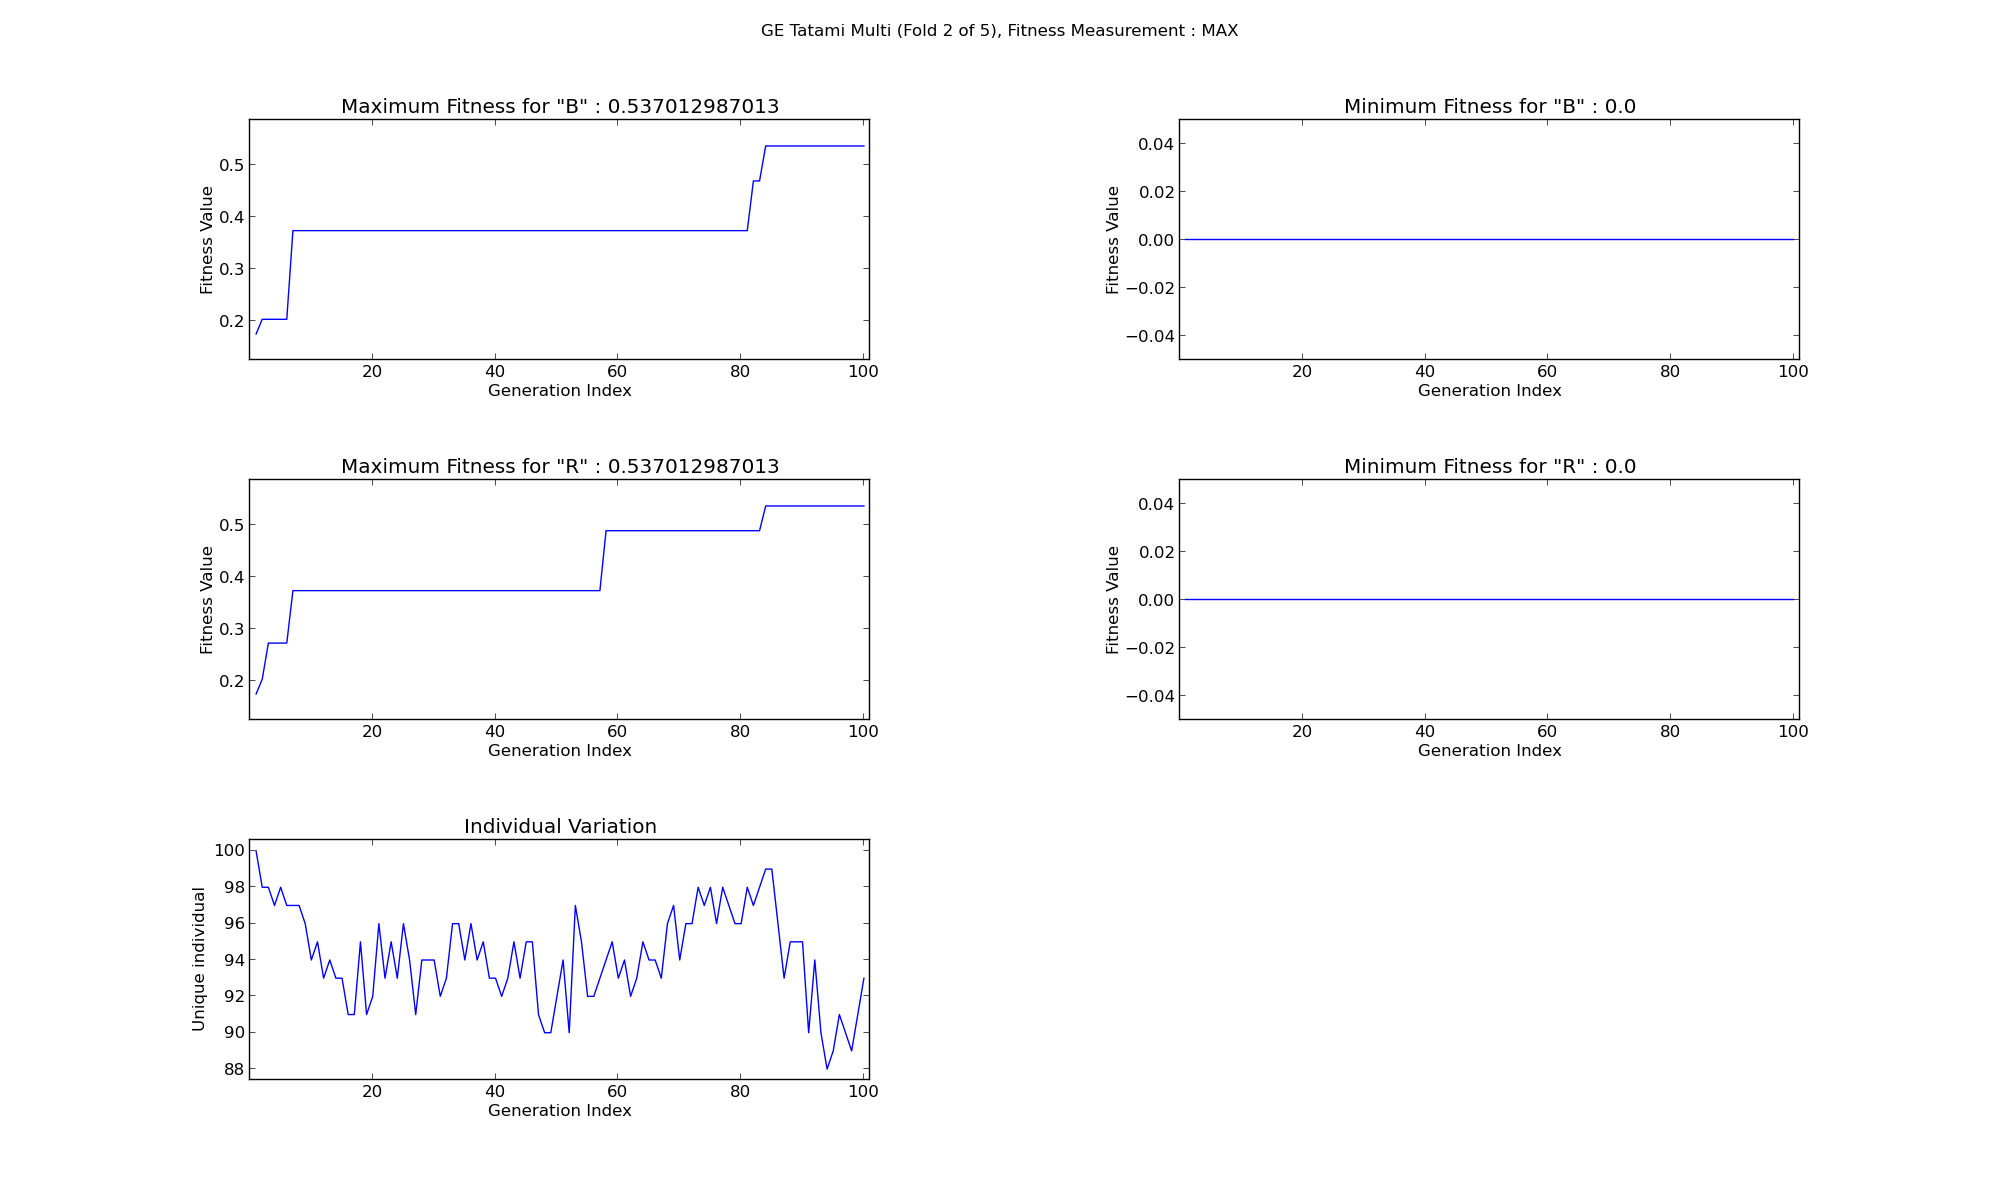 GE Tatami Multi (Fold 2 of 5), Fitness Measurement : MAX
Maximum Fitness for "B" : 0.537012987013
Fitness Value
0.5
0.4
0.3
0.2
20 40 60 80 100
Generation Index
Minimum Fitness for "B" : 0.0
Fitness Value
0.04
0.02
0.00
−0.02
−0.04
20 40 60 80 100
Generation Index
Maximum Fitness for "R" : 0.537012987013
Fitness Value
0.5
0.4
0.3
0.2
20 40 60 80 100
Generation Index
Minimum Fitness for "R" : 0.0
Fitness Value
0.04
0.02
0.00
−0.02
−0.04
20 40 60 80 100
Generation Index
Individual Variation
Unique individual
100
98
96
94
92
90
88
20 40 60 80 100
Generation Index